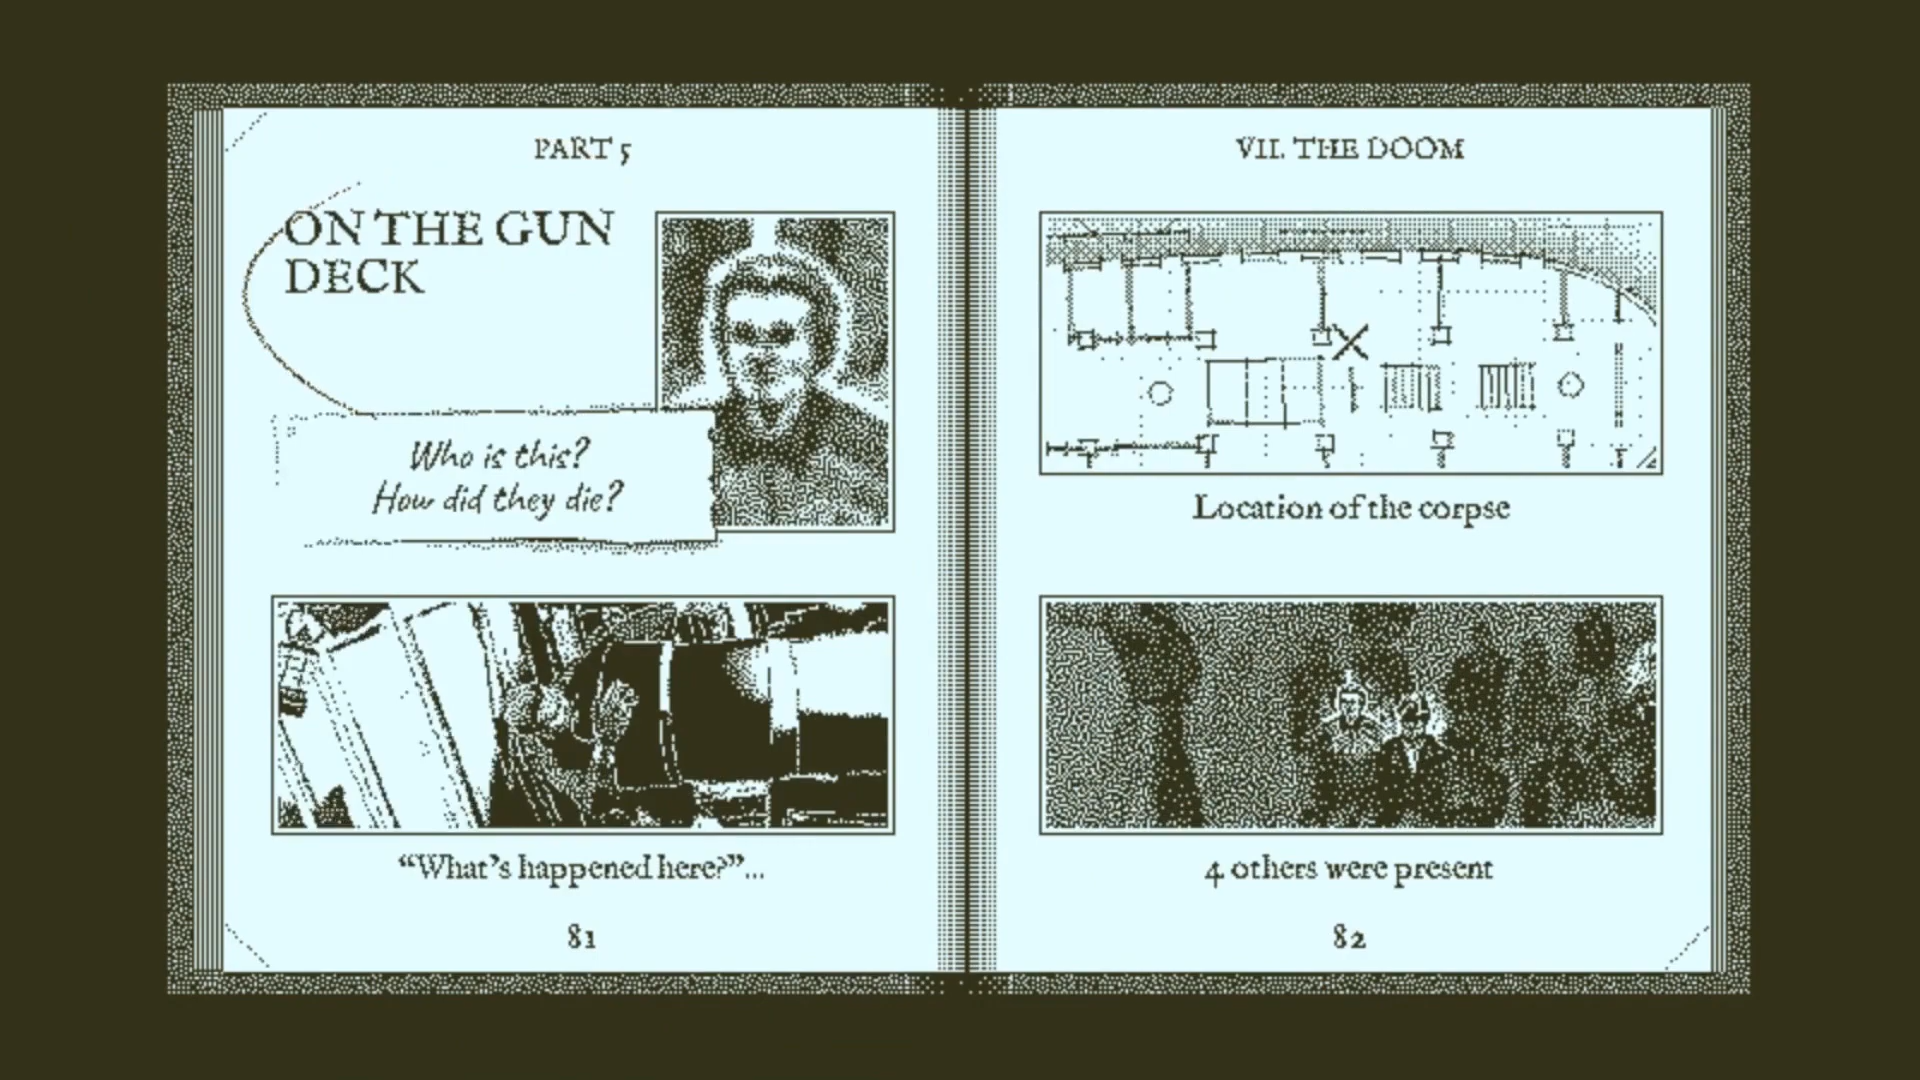 PART 5
ON THE GUN
DECK
Who is this?
How did they die?
“What’s happened here?”...
81
VII. THE DOOM
Location of the corpse
4 others were present
82